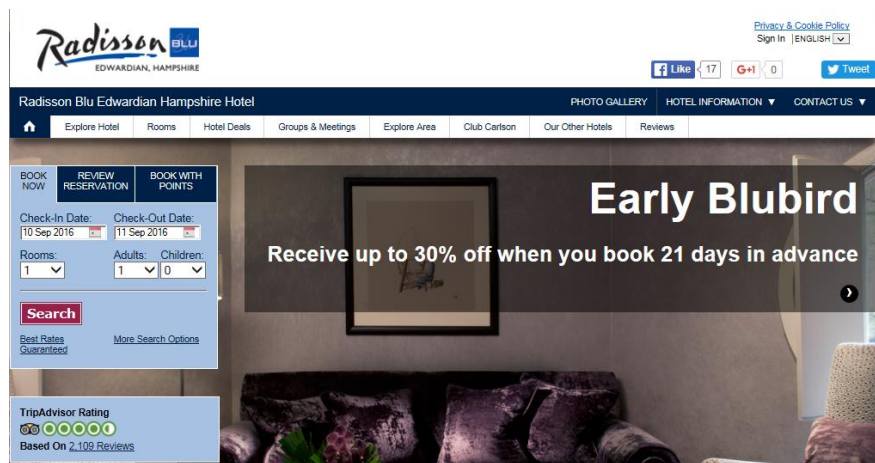 Privacy & Cookie Policy
Sign In | ENGLISH
Radisson BLU
EDWARDIAN, HAMPSHIRE
Like 17 G+1 0 Tweet
Radisson Blu Edwardian Hampshire Hotel PHOTO GALLERY HOTEL INFORMATION ▼ CONTACT US ▼
Explore Hotel Rooms Hotel Deals Groups & Meetings Explore Area Club Carlson Our Other Hotels Reviews
BOOK NOW
REVIEW RESERVATION
BOOK WITH POINTS
Check-In Date: Check-Out Date:
10 Sep 2016 11 Sep 2016
Rooms: Adults: Children:
1 1 0
Search
Best Rates Guaranteed
More Search Options
Early Blubird
Receive up to 30% off when you book 21 days in advance
TripAdvisor Rating
Based On 2,109 Reviews